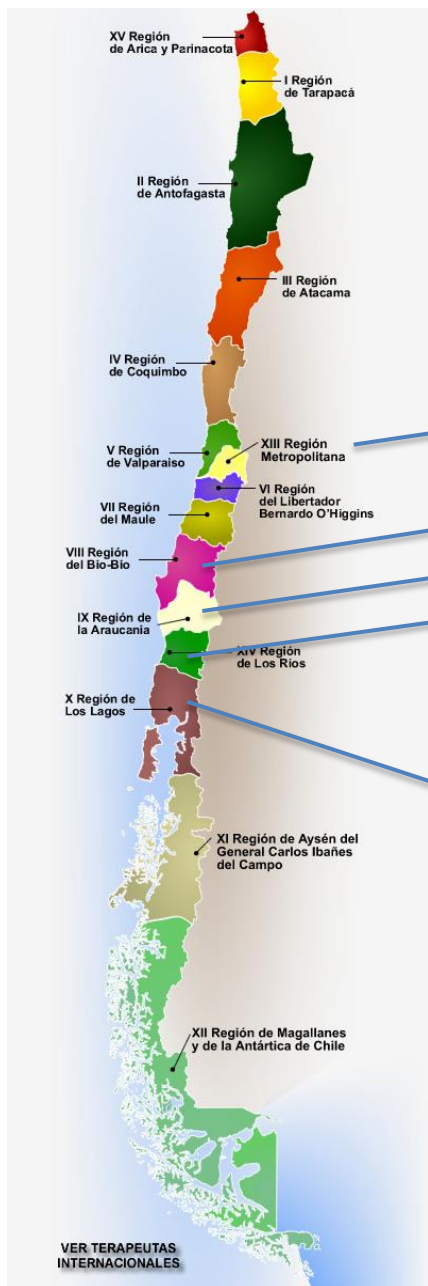 XV Región
de Arica y Parinacota
I Región
de Tarapacá
II Región
de Antofagasta
III Región
de Atacama
IV Región
de Coquimbo
V Región
de Valparaiso
XIII Región
Metropolitana
VI Región
del Libertador
Bernardo O'Higgins
VII Región
del Maule
VIII Región
del Bio-Bio
IX Región de
la Araucania
XIV Región
de Los Rios
X Región de
Los Lagos
XI Región de Aysén del
General Carlos Ibañes
del Campo
XII Región de Magallanes
y de la Antártica de Chile
VER TERAPEUTAS
INTERNACIONALES